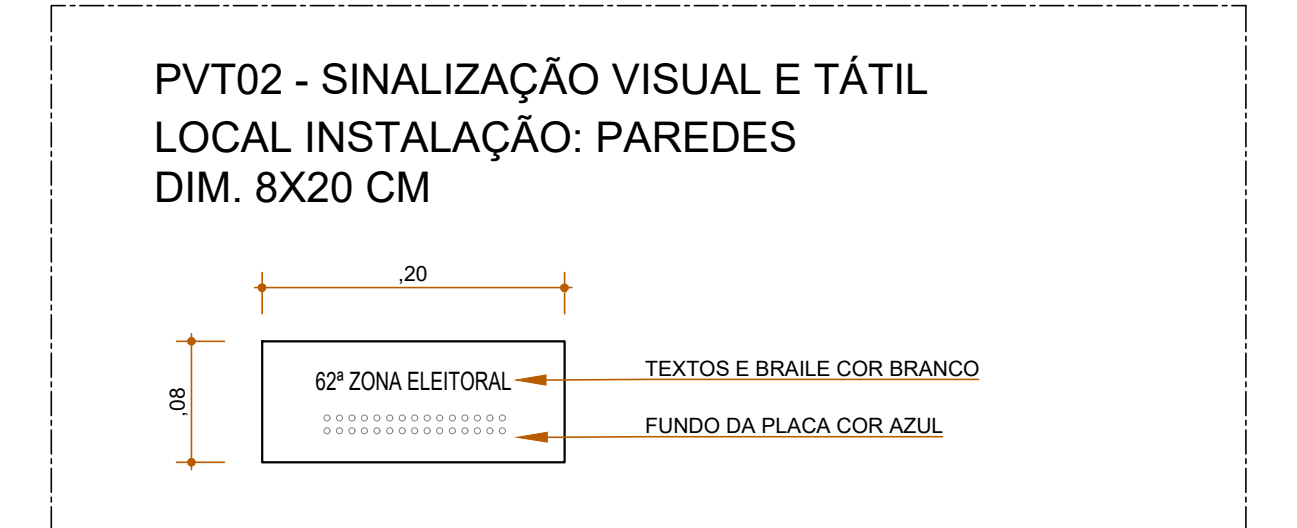 PVT02 - SINALIZAÇÃO VISUAL E TÁTIL
LOCAL INSTALAÇÃO: PAREDES
DIM. 8X20 CM
,20
,08
62ª ZONA ELEITORAL
TEXTOS E BRAILE COR BRANCO
FUNDO DA PLACA COR AZUL